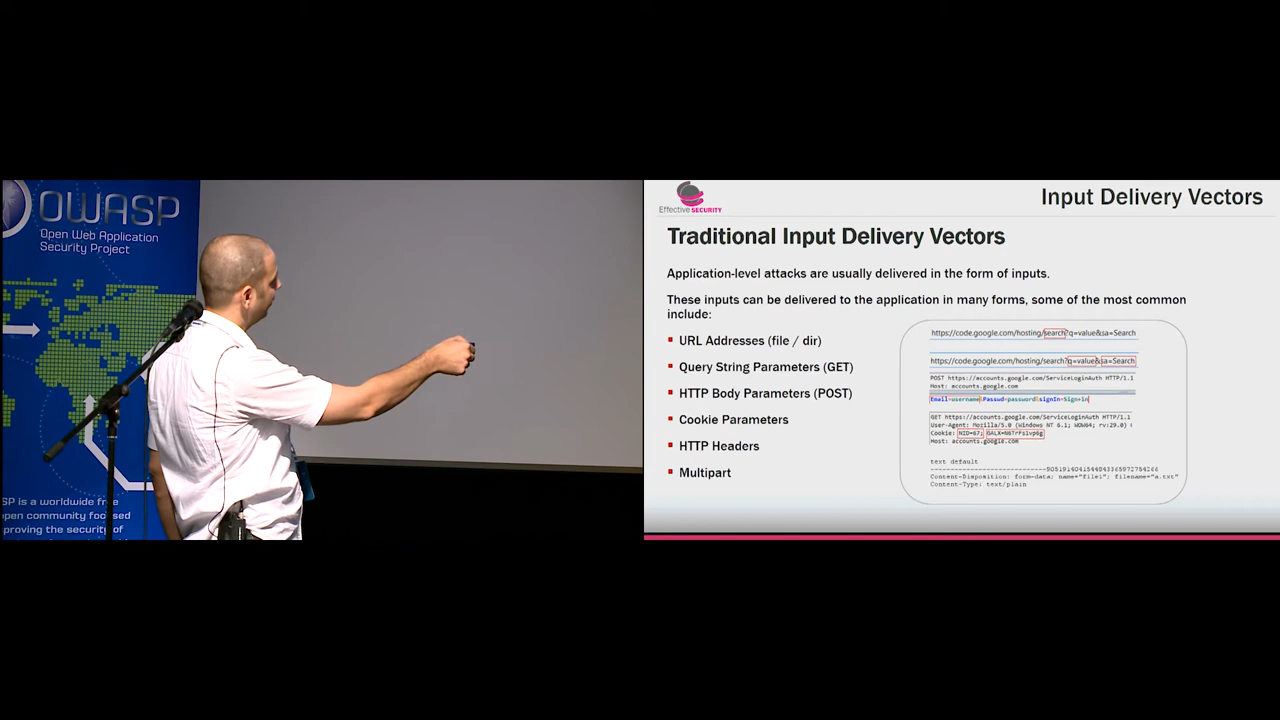 OWASP
Open Web Application
Security Project
SP is a worldwide free
open community focused
proving the security of
Effective SECURITY
Input Delivery Vectors
Traditional Input Delivery Vectors
Application-level attacks are usually delivered in the form of inputs.
These inputs can be delivered to the application in many forms, some of the most common
include:
▪ URL Addresses (file / dir)
▪ Query String Parameters (GET)
▪ HTTP Body Parameters (POST)
▪ Cookie Parameters
▪ HTTP Headers
▪ Multipart
https://code.google.com/hosting/search?q=value&sa=Search
https://code.google.com/hosting/search?q=value&sa=Search
POST https://accounts.google.com/ServiceLoginAuth HTTP/1.1
Host: accounts.google.com
Email=username&Passwd=password&signIn=Sign+in
GET https://accounts.google.com/ServiceLoginAuth HTTP/1.1
User-Agent: Mozilla/5.0 (Windows NT 6.1; WOW64; rv:29.0)
Cookie: NID=67;
Host: accounts.google.com
text default
Content-Disposition: form-data; name="file1"; filename="a.txt"
Content-Type: text/plain